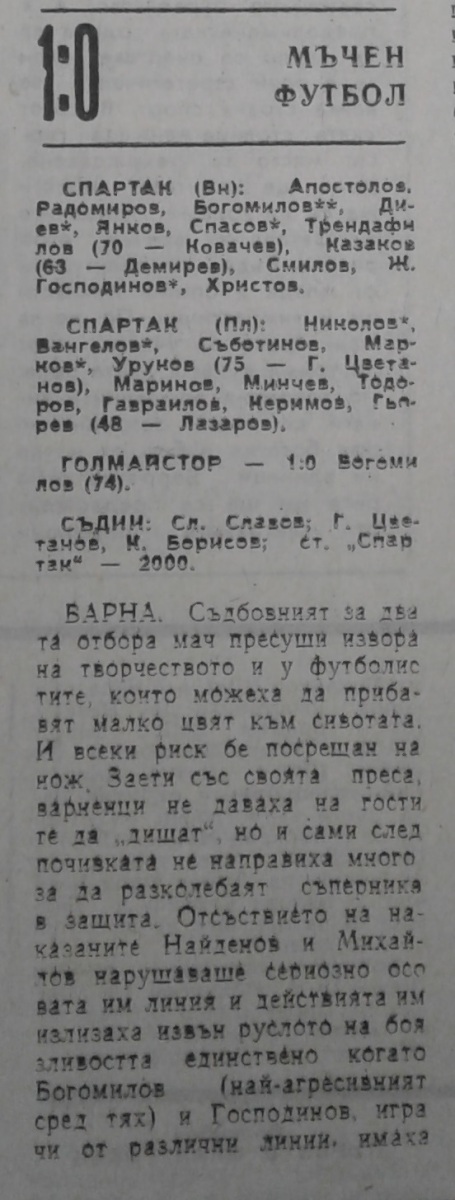 1:0
МЪЧЕН
ФУТБОЛ
СПАРТАК (Вн): Апостолов,
Радомиров, Богомилов**, Ди-
ев*, Янков, Спасов*, Трендафи
лов (70 — Ковачев), Казаков
(63 — Демирев), Смилов, Ж.
Господинов*, Христов.
СПАРТАК (Пл): Николов*,
Вангелов*, Съботинов, Мар-
ков*, Уруков (75 — Г. Цвета-
нов), Маринов, Минчев, Тодо-
ров, Гавраилов, Керимов, Гъл-
рев (48 — Лазаров).
ГОЛМАЙСТОР — 1:0 Богоми
лов (74).
СЪДИИ: Сл. Славов; Г. Цве-
танов, К. Борисов; ст. „Спар
так“ — 2000.
ВАРНА. Съдбовният за два
та отбора мач пресуши извора
на творчеството и у футболис
тите, които можеха да приба-
вят малко цвят към сивотата.
И всеки риск бе посрещан на
нож. Заети със своята преса,
варненци не даваха на гости
те да „дишат“, но и сами след
почивката не направиха много
за да разколебаят съперника
в защита. Отсъствието на на-
казаните Найденов и Михай-
лов нарушаваше сериозно осо
вата им линия и действията им
излизаха извън руслото на боя
зливостта единствено когато
Богомилов (най-агресивният
сред тях) и Господинов, игра
чи от различни линии, имаха